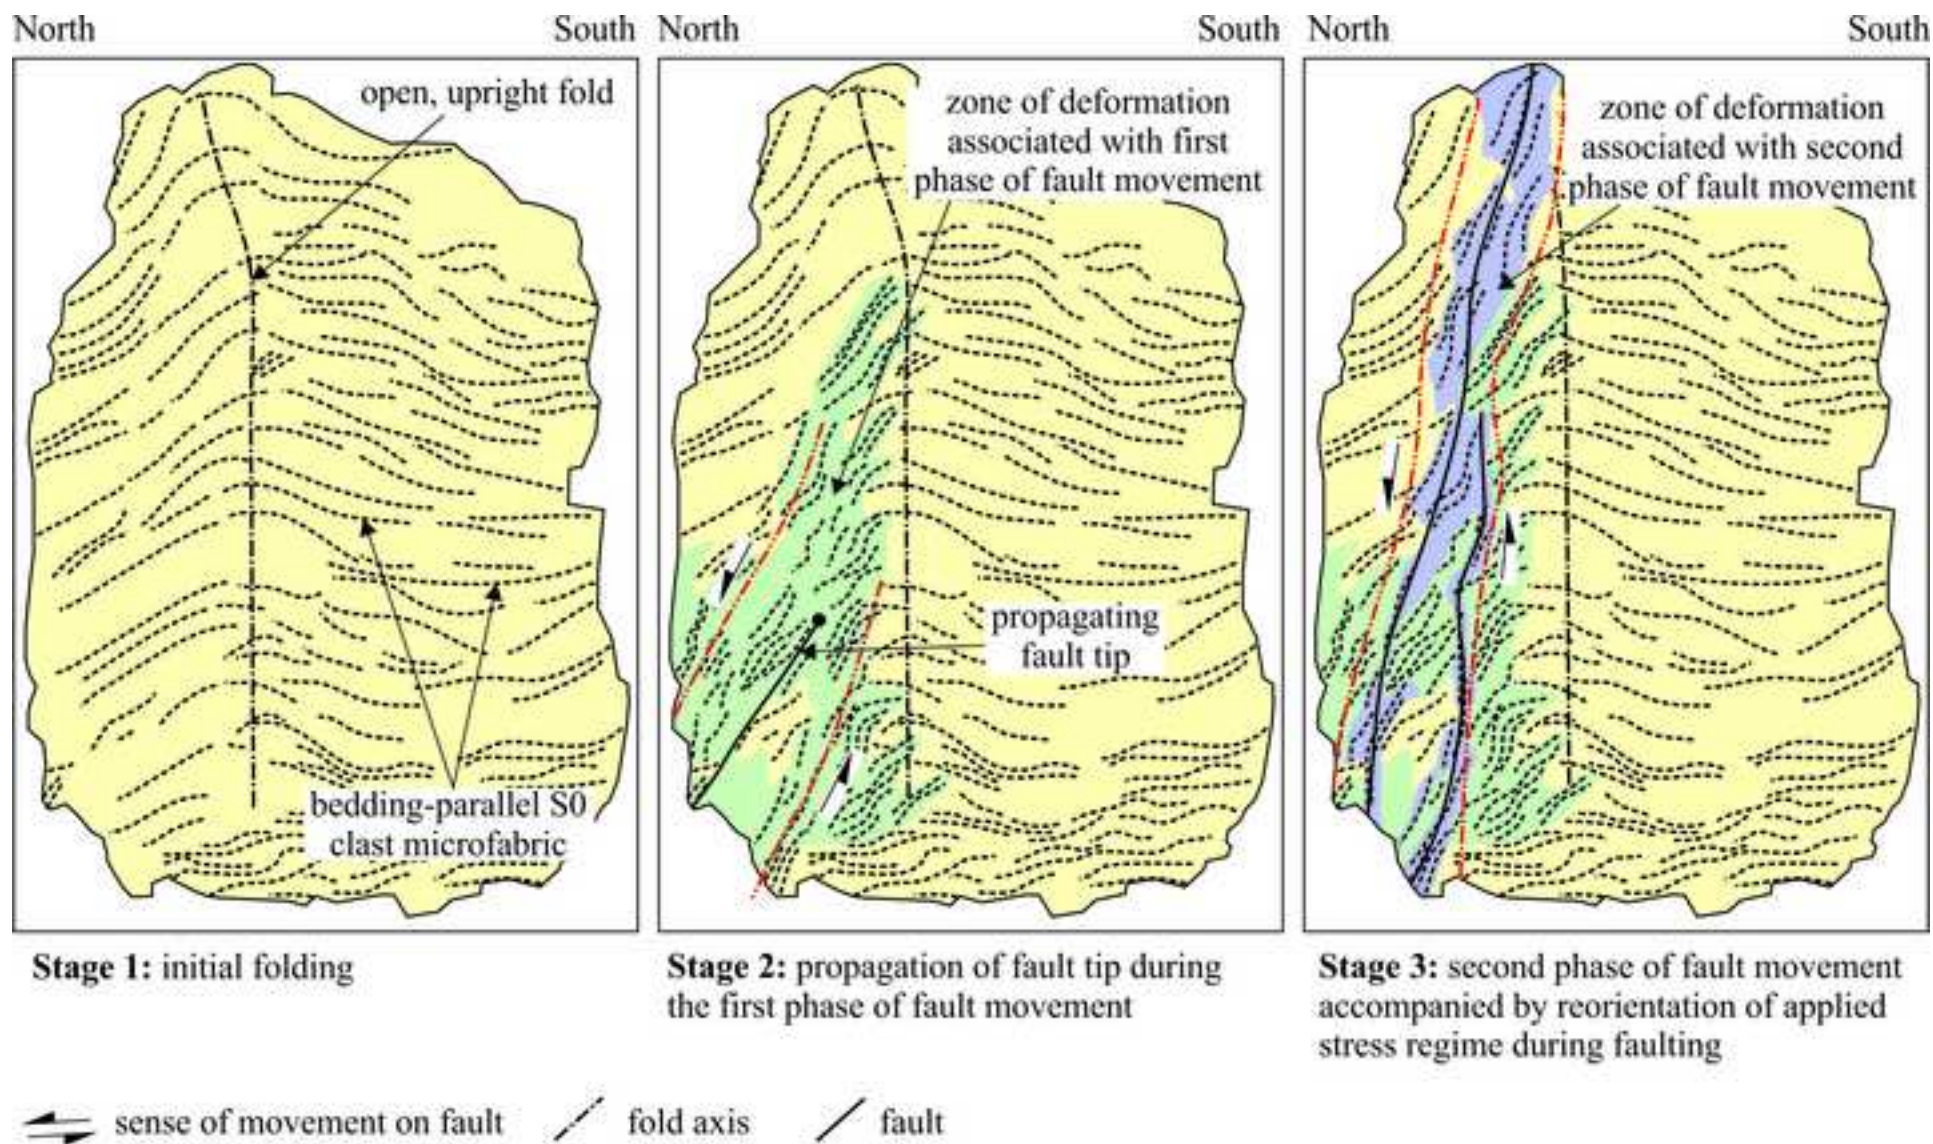 North South
open, upright fold
bedding-parallel S0
clast microfabric
Stage 1: initial folding
North South
zone of deformation
associated with first
phase of fault movement
propagating
fault tip
Stage 2: propagation of fault tip during
the first phase of fault movement
North South
zone of deformation
associated with second
phase of fault movement
Stage 3: second phase of fault movement
accompanied by reorientation of applied
stress regime during faulting
sense of movement on fault fold axis fault